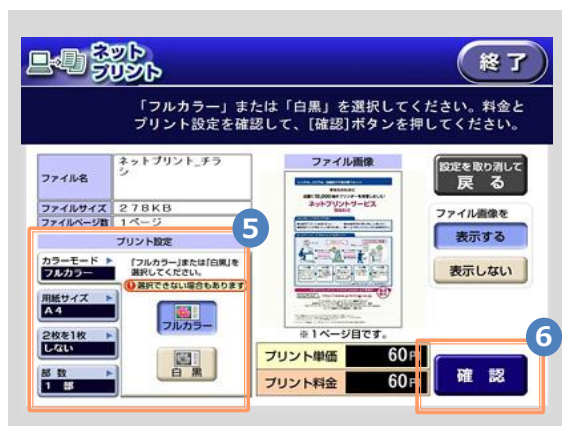 ネット
プリント
終了
「フルカラー」または「白黒」を選択してください。料金と
プリント設定を確認して、[確認]ボタンを押してください。
ファイル名
ネットプリント_チラ
シ
ファイルサイズ
278KB
ファイルページ数
1ページ
5
プリント設定
カラーモード
フルカラー
用紙サイズ
A4
2枚を1枚
しない
部 数
1 部
「フルカラー」または「白黒」を
選択してください。
選択できない場合もあります
フルカラー
白 黒
ファイル画像
ネットプリントサービス
※1ページ目です。
プリント単価
60円
プリント料金
60円
設定を取り消して
戻 る
ファイル画像を
表示する
表示しない
6
確 認